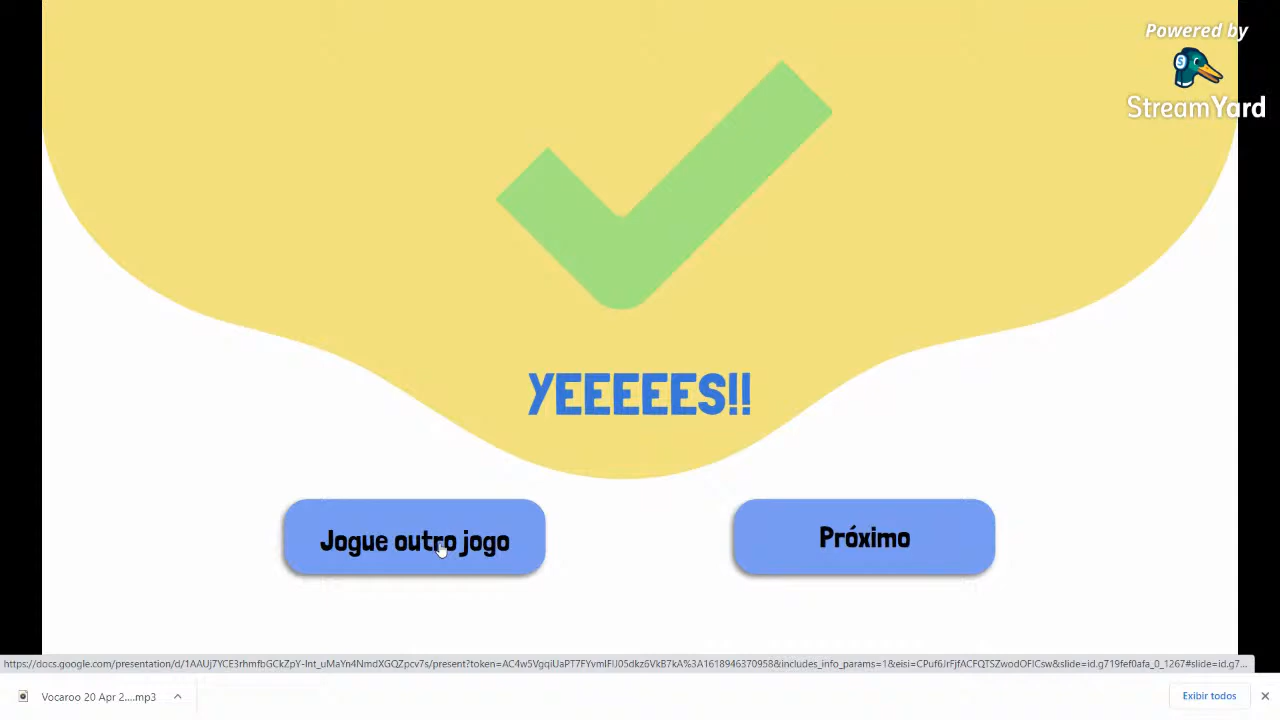 Powered by
StreamYard
YEEEEES!!
Jogue outro jogo
Próximo
Vocaroo 20 Apr 2....mp3
Exibir todos